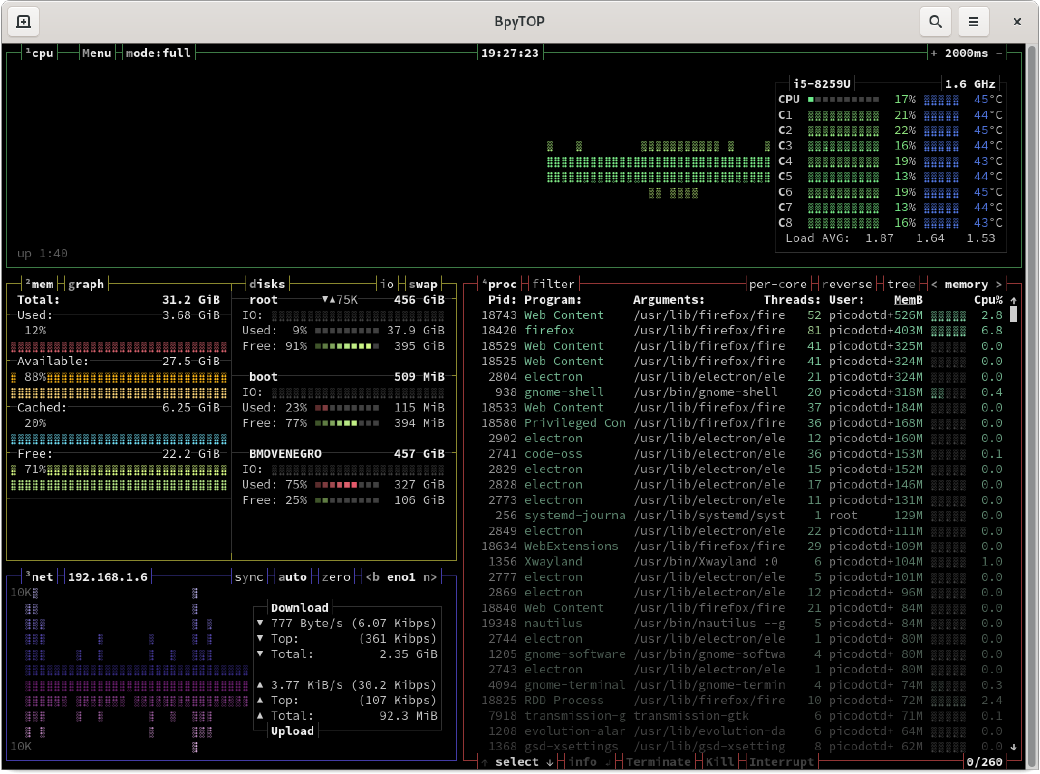 BpyTOP
¹cpu Menu mode:full 19:27:23 + 2000ms -
i5-8259U 1.6 GHz
CPU 17% 45°C
C1 21% 44°C
C2 22% 45°C
C3 16% 44°C
C4 19% 43°C
C5 13% 44°C
C6 19% 45°C
C7 13% 44°C
C8 16% 43°C
Load AVG: 1.87 1.64 1.53
up 1:40
²mem graph disks io swap
Total: 31.2 GiB
Used: 3.68 GiB
12%
Available: 27.5 GiB
88%
Cached: 6.25 GiB
20%
Free: 22.2 GiB
71%
root ▼▲75K 456 GiB
IO:
Used: 9% 37.9 GiB
Free: 91% 395 GiB
boot 509 MiB
IO:
Used: 23% 115 MiB
Free: 77% 394 MiB
BMOVENEGRO 457 GiB
IO:
Used: 75% 327 GiB
Free: 25% 106 GiB
³net 192.168.1.6 sync auto zero <b eno1 n>
10K
Download
▼ 777 Byte/s (6.07 Kibps)
▼ Top: (361 Kibps)
▼ Total: 2.35 GiB
▲ 3.77 KiB/s (30.2 Kibps)
▲ Top: (107 Kibps)
▲ Total: 92.3 MiB
Upload
10K
⁴proc filter per-core reverse tree < memory >
Pid: Program: Arguments: Threads: User: MemB Cpu% ↑
18743 Web Content /usr/lib/firefox/fire 52 picodotd+526M 2.8
18420 firefox /usr/lib/firefox/fire 81 picodotd+403M 6.8
18529 Web Content /usr/lib/firefox/fire 41 picodotd+325M 0.0
18525 Web Content /usr/lib/firefox/fire 41 picodotd+324M 0.0
2804 electron /usr/lib/electron/ele 21 picodotd+324M 0.0
938 gnome-shell /usr/bin/gnome-shell 20 picodotd+318M 0.4
18533 Web Content /usr/lib/firefox/fire 37 picodotd+184M 0.0
18580 Privileged Con /usr/lib/firefox/fire 36 picodotd+168M 0.0
2902 electron /usr/lib/electron/ele 12 picodotd+160M 0.0
2741 code-oss /usr/lib/electron/ele 36 picodotd+153M 0.1
2829 electron /usr/lib/electron/ele 15 picodotd+152M 0.0
2828 electron /usr/lib/electron/ele 17 picodotd+146M 0.0
2773 electron /usr/lib/electron/ele 11 picodotd+131M 0.0
256 systemd-journa /usr/lib/systemd/syst 1 root 129M 0.0
2849 electron /usr/lib/electron/ele 22 picodotd+111M 0.0
18634 WebExtensions /usr/lib/firefox/fire 29 picodotd+109M 0.0
1356 Xwayland /usr/bin/Xwayland :0 6 picodotd+104M 1.0
2777 electron /usr/lib/electron/ele 5 picodotd+101M 0.0
2869 electron /usr/lib/electron/ele 12 picodotd+ 96M 0.0
18840 Web Content /usr/lib/firefox/fire 21 picodotd+ 84M 0.0
19348 nautilus /usr/bin/nautilus --g 5 picodotd+ 84M 0.0
2744 electron /usr/lib/electron/ele 1 picodotd+ 80M 0.0
1205 gnome-software /usr/bin/gnome-softwa 4 picodotd+ 80M 0.0
2743 electron /usr/lib/electron/ele 1 picodotd+ 80M 0.0
4094 gnome-terminal /usr/lib/gnome-termin 4 picodotd+ 74M 0.3
18825 RDD Process /usr/lib/firefox/fire 10 picodotd+ 72M 2.4
7918 transmission-g transmission-gtk 6 picodotd+ 71M 0.1
1208 evolution-alar /usr/lib/evolution-da 6 picodotd+ 64M 0.0
1368 gsd-xsettings /usr/lib/gsd-xsetting 8 picodotd+ 62M 0.0 ↓
↑ select ↓ info ↲ Terminate Kill Interrupt 0/260